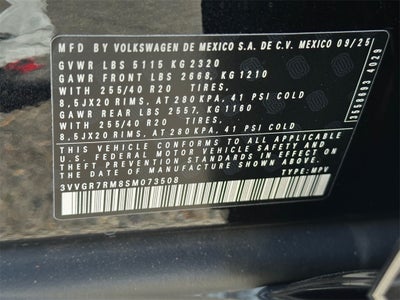 MFD BY VOLKSWAGEN DE MEXICO S.A. DE C.V. MEXICO 09/25
GVWR LBS 5115 KG 2320
GAWR FRONT LBS 2668, KG1210
WITH 255/40 R20 TIRES,
8,5JX20 RIMS, AT 280 KPA, 41 PSI COLD
GAWR REAR LBS 2557, KG1160
WITH 255/40 R20 TIRES,
8,5JX20 RIMS, AT 280 KPA, 41 PSI COLD
THIS VEHICLE CONFORMS TO ALL APPLICABLE
U.S. FEDERAL MOTOR VEHICLE SAFETY AND
THEFT PREVENTION STANDARDS IN EFFECT ON
THE DATE OF MANUFACTURE SHOWN ABOVE.
3VVGR7RM8SM073508 TYPE: MPV
3558693 4029